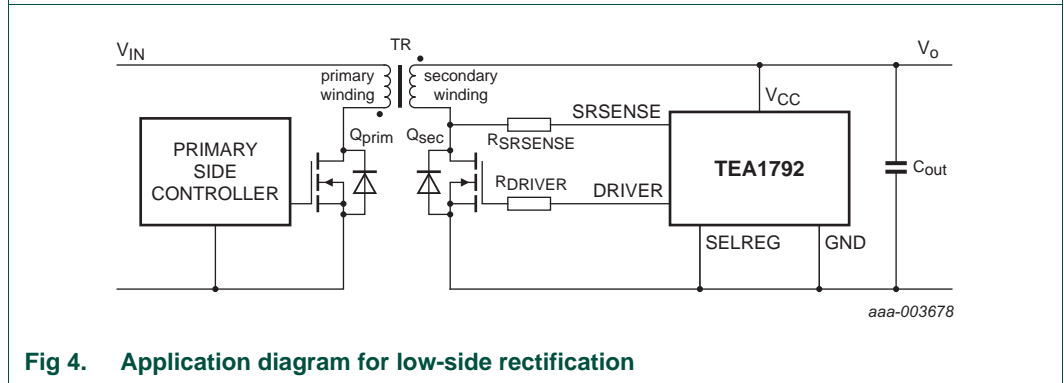 V_IN
TR
V_o
primary
winding
secondary
winding
V_CC
SRSENSE
R_SRSENSE
Q_prim
Q_sec
PRIMARY
SIDE
CONTROLLER
TEA1792
C_out
R_DRIVER
DRIVER
SELREG
GND
aaa-003678
Fig 4. Application diagram for low-side rectification